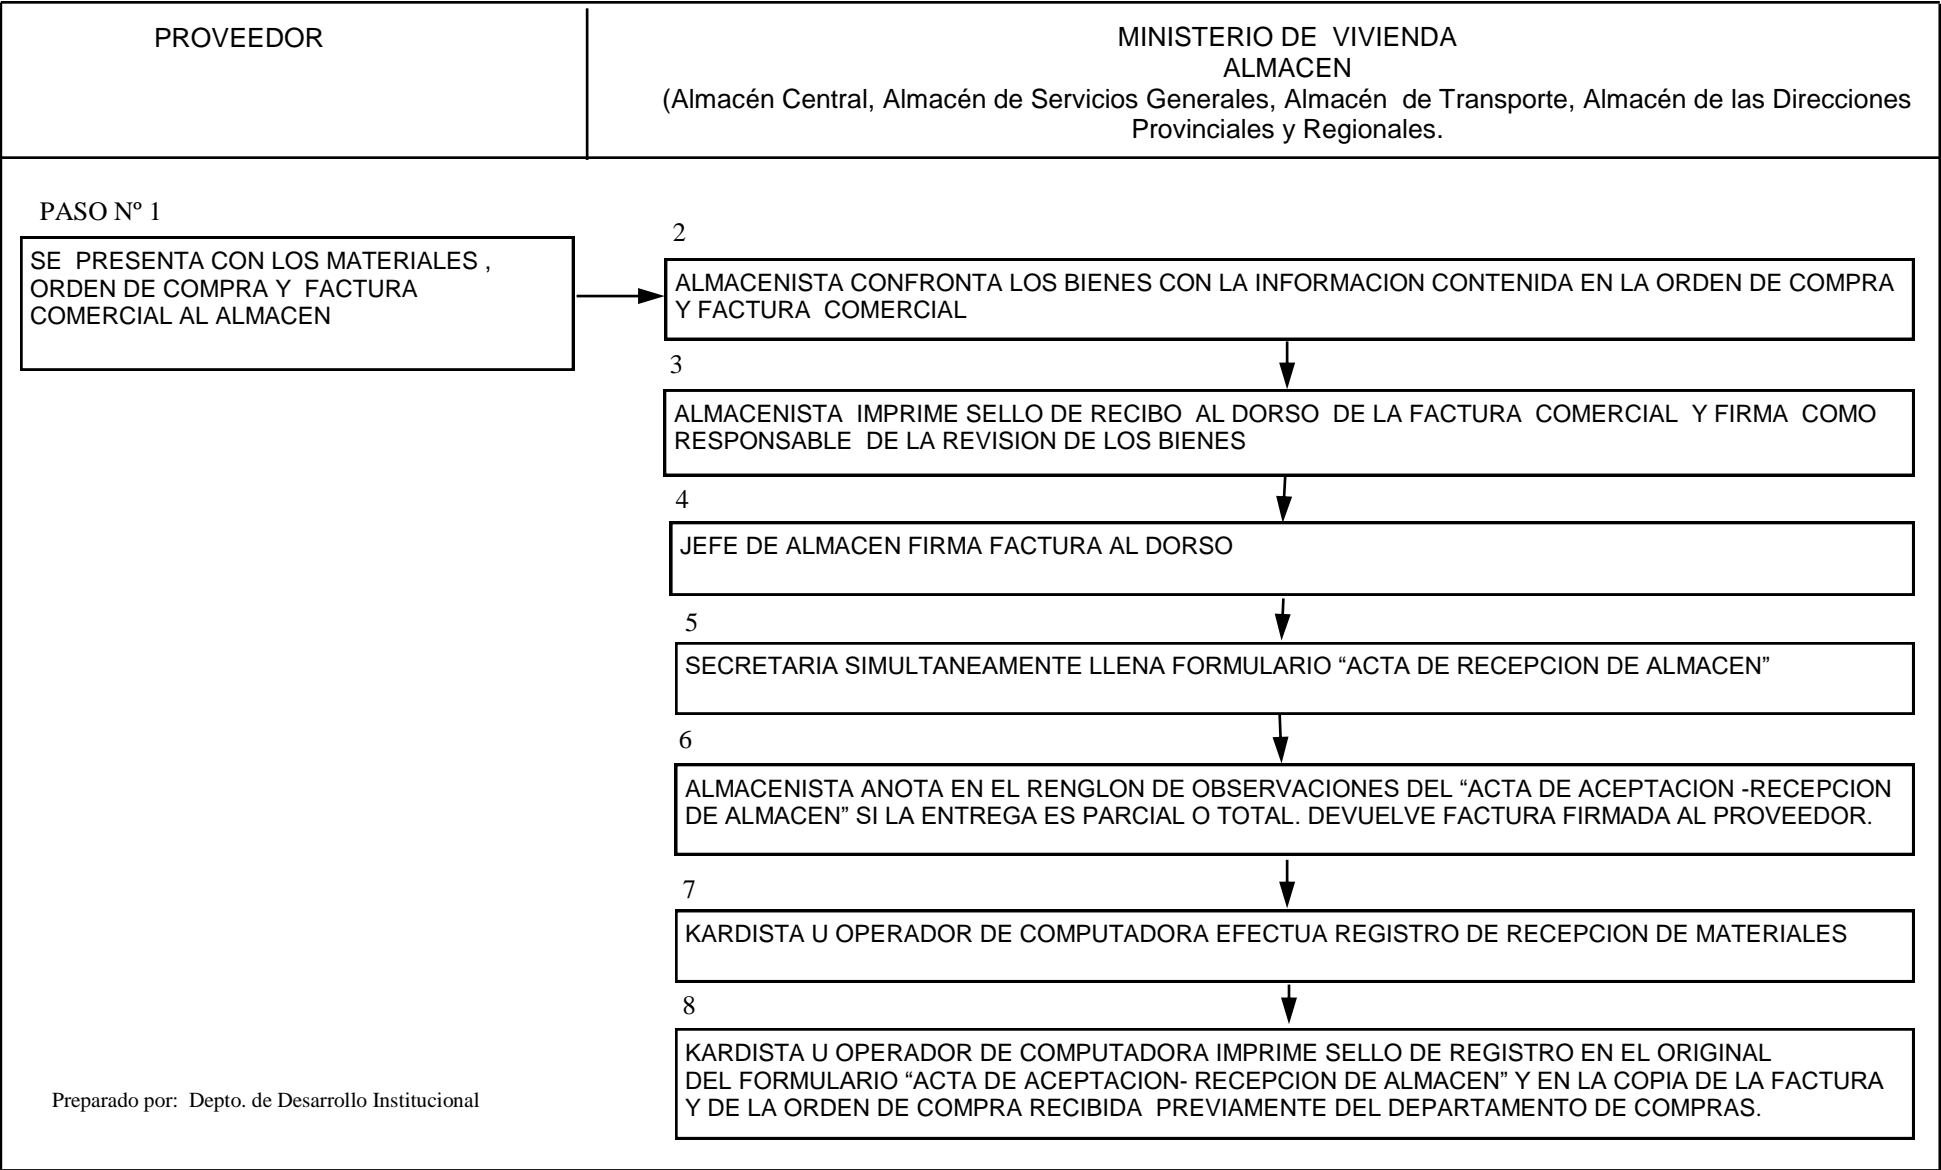 PROVEEDOR
MINISTERIO DE VIVIENDA
ALMACEN
(Almacén Central, Almacén de Servicios Generales, Almacén de Transporte, Almacén de las Direcciones
Provinciales y Regionales.
PASO Nº 1
SE PRESENTA CON LOS MATERIALES ,
ORDEN DE COMPRA Y FACTURA
COMERCIAL AL ALMACEN
2
ALMACENISTA CONFRONTA LOS BIENES CON LA INFORMACION CONTENIDA EN LA ORDEN DE COMPRA
Y FACTURA COMERCIAL
3
ALMACENISTA IMPRIME SELLO DE RECIBO AL DORSO DE LA FACTURA COMERCIAL Y FIRMA COMO
RESPONSABLE DE LA REVISION DE LOS BIENES
4
JEFE DE ALMACEN FIRMA FACTURA AL DORSO
5
SECRETARIA SIMULTANEAMENTE LLENA FORMULARIO “ACTA DE RECEPCION DE ALMACEN”
6
ALMACENISTA ANOTA EN EL RENGLON DE OBSERVACIONES DEL “ACTA DE ACEPTACION -RECEPCION
DE ALMACEN” SI LA ENTREGA ES PARCIAL O TOTAL. DEVUELVE FACTURA FIRMADA AL PROVEEDOR.
7
KARDISTA U OPERADOR DE COMPUTADORA EFECTUA REGISTRO DE RECEPCION DE MATERIALES
8
KARDISTA U OPERADOR DE COMPUTADORA IMPRIME SELLO DE REGISTRO EN EL ORIGINAL
DEL FORMULARIO “ACTA DE ACEPTACION- RECEPCION DE ALMACEN” Y EN LA COPIA DE LA FACTURA
Y DE LA ORDEN DE COMPRA RECIBIDA PREVIAMENTE DEL DEPARTAMENTO DE COMPRAS.
Preparado por: Depto. de Desarrollo Institucional